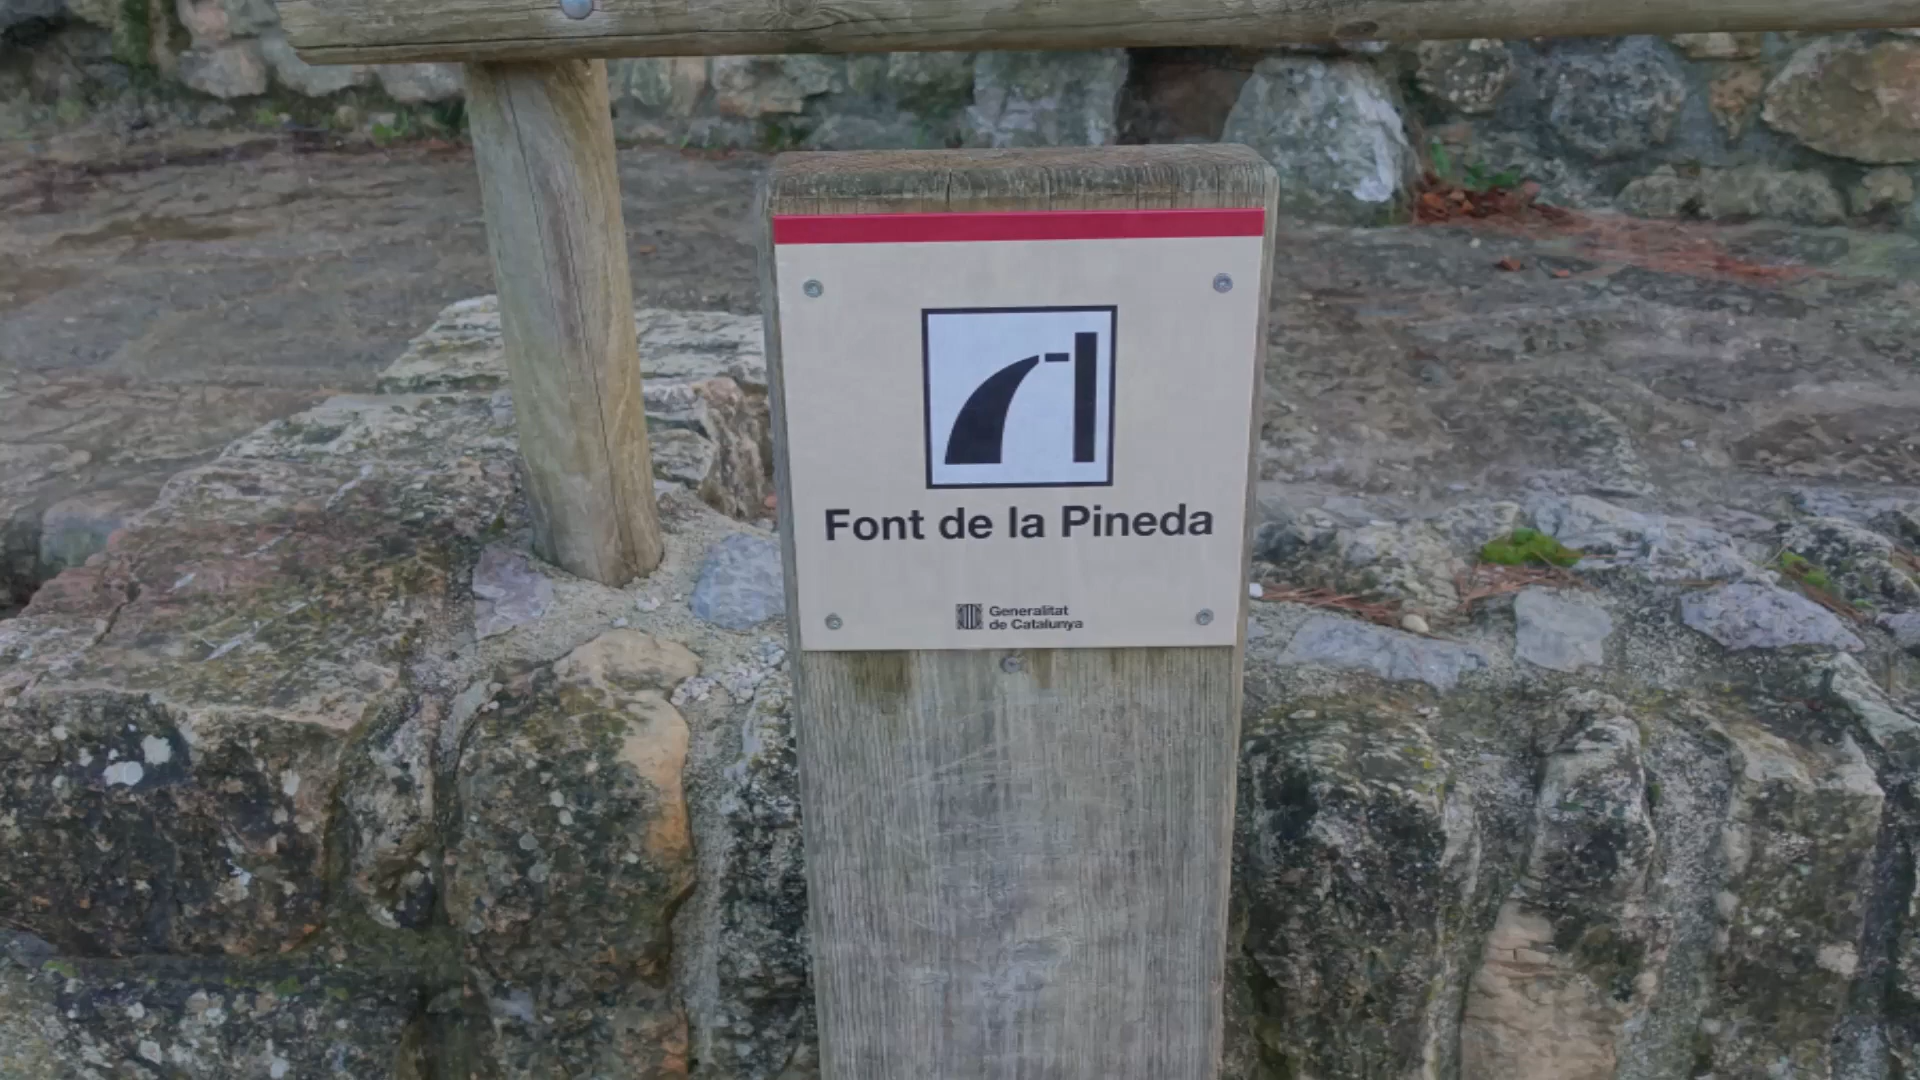 Font de la Pineda
Generalitat
de Catalunya